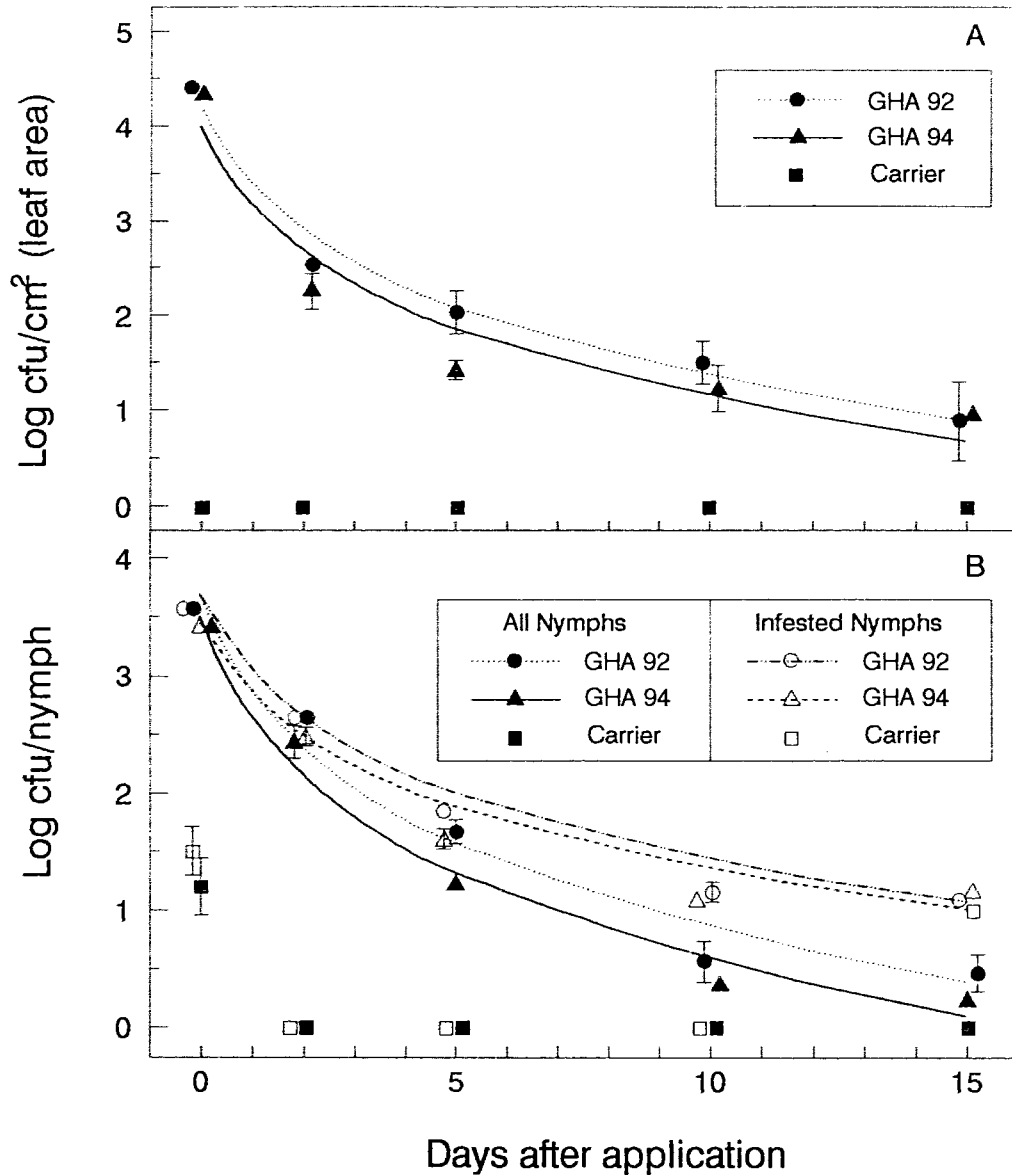 A
Log cfu/cm² (leaf area)
5
4
3
2
1
0
GHA 92
GHA 94
Carrier
B
Log cfu/nymph
4
3
2
1
0
All Nymphs
GHA 92
GHA 94
Carrier
Infested Nymphs
GHA 92
GHA 94
Carrier
0 5 10 15
Days after application